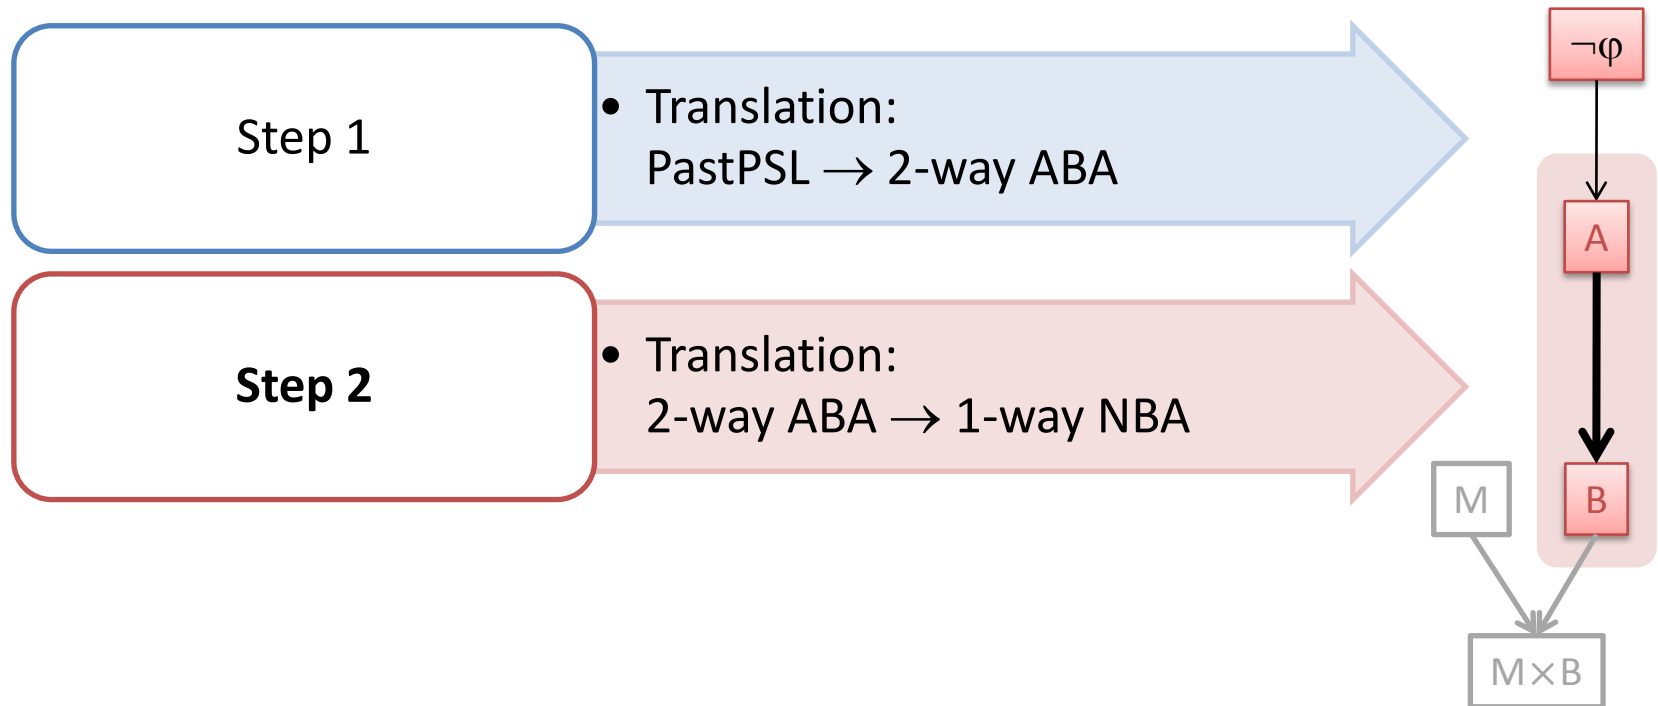 Step 1
• Translation:
PastPSL → 2-way ABA
Step 2
• Translation:
2-way ABA → 1-way NBA
¬φ
A
M
B
M×B